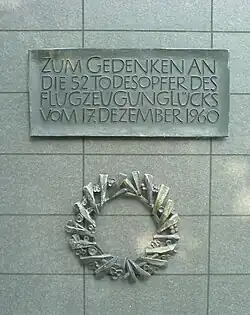 ZUM GEDENKEN AN
DIE 52 TODESOPFER DES
FLUGZEUGUNGLÜCKS
VOM 17. DEZEMBER 1960